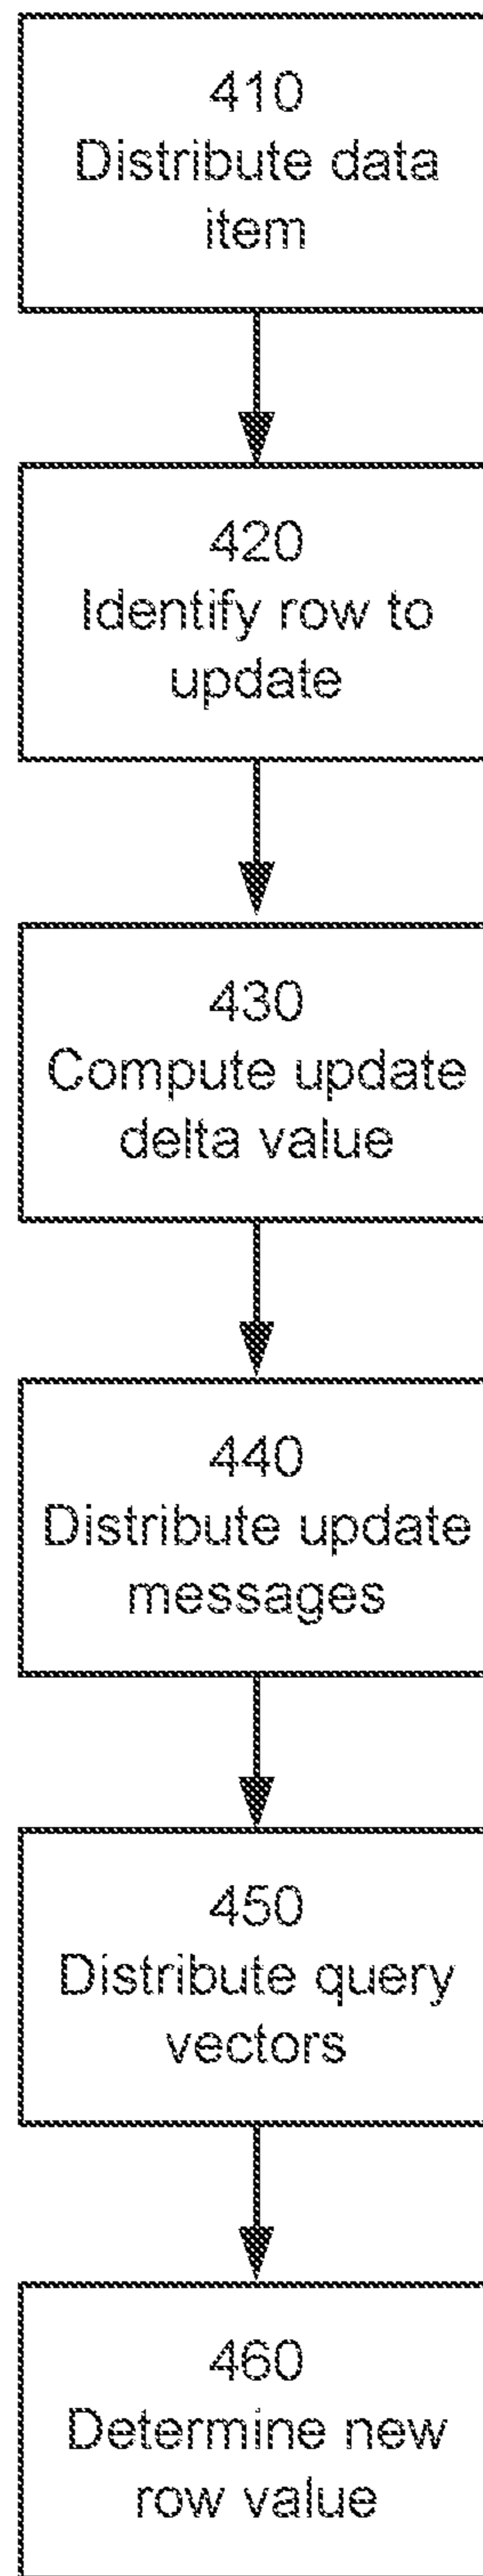 410
Distribute data
item
420
Identify row to
update
430
Compute update
delta value
440
Distribute update
messages
450
Distribute query
vectors
460
Determine new
row value